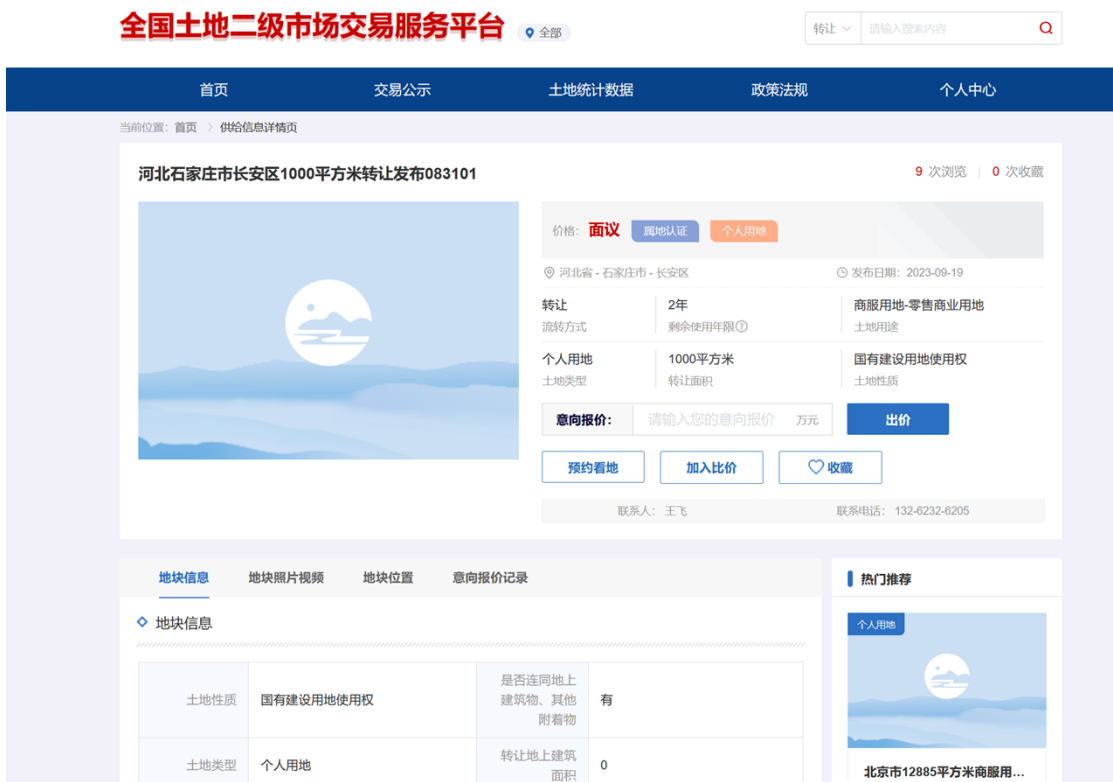 全国土地二级市场交易服务平台 全部 转让 请输入搜索内容
首页 交易公示 土地统计数据 政策法规 个人中心
当前位置: 首页 > 供给信息详情页
河北石家庄市长安区1000平方米转让发布083101 9 次浏览 | 0 次收藏
价格: 面议 属地认证 个人用地
河北省 - 石家庄市 - 长安区 发布日期: 2023-09-19
转让 2年 商服用地-零售商业用地
流转方式 剩余使用年限? 土地用途
个人用地 1000平方米 国有建设用地使用权
土地类型 转让面积 土地性质
意向报价: 请输入您的意向报价 万元 出价
预约看地 加入比价 收藏
联系人: 王飞 联系电话: 132-6232-6205
地块信息 地块照片视频 地块位置 意向报价记录
热门推荐
地块信息
个人用地
土地性质 国有建设用地使用权 是否连同地上建筑物、其他附着物 有
土地类型 个人用地 转让地上建筑面积 0
北京市12885平方米商服用...